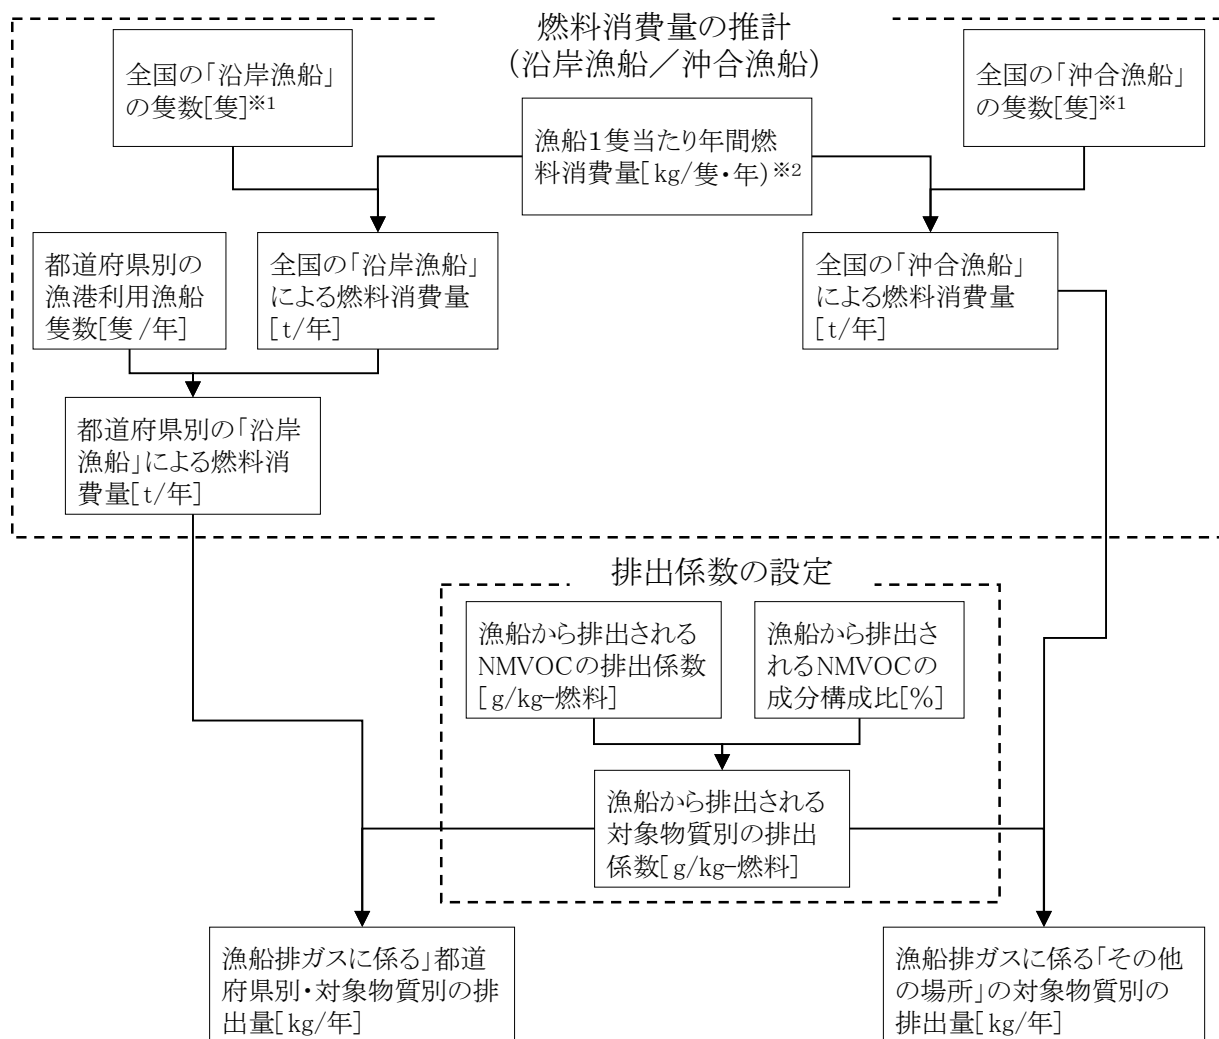 燃料消費量の推計
(沿岸漁船／沖合漁船)
全国の「沿岸漁船」
の隻数[隻]※1
全国の「沖合漁船」
の隻数[隻]※1
漁船1隻当たり年間燃
料消費量[kg/隻・年)※2
都道府県別の
漁港利用漁船
隻数[隻/年]
全国の「沿岸漁船」
による燃料消費量
[t/年]
全国の「沖合漁船」
による燃料消費量
[t/年]
都道府県別の「沿岸
漁船」による燃料消
費量[t/年]
排出係数の設定
漁船から排出される
NMVOCの排出係数
[g/kg-燃料]
漁船から排出さ
れるNMVOCの
成分構成比[%]
漁船から排出される
対象物質別の排出
係数[g/kg-燃料]
漁船排ガスに係る」都道
府県別・対象物質別の排
出量[kg/年]
漁船排ガスに係る「その他
の場所」の対象物質別の
排出量[kg/年]